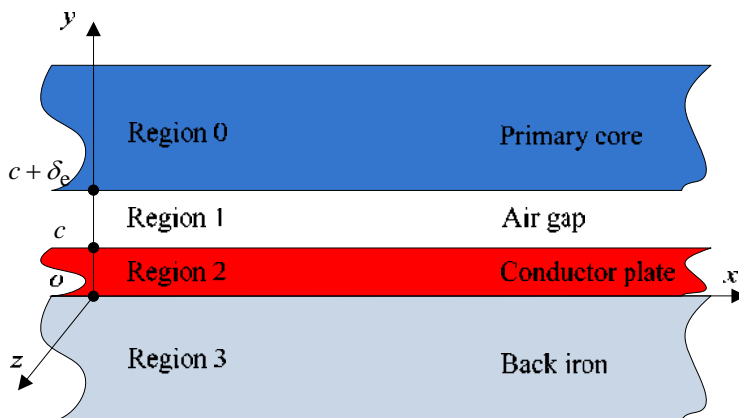 y
Region 0
Primary core
c + δe
Region 1
Air gap
c
Region 2
Conductor plate
o
x
z
Region 3
Back iron